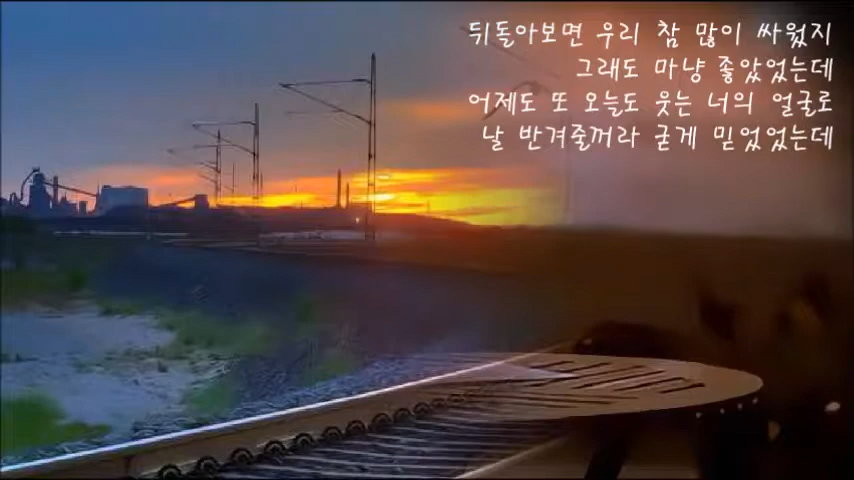 뒤돌아보면 우리 참 많이 싸웠지
그래도 마냥 좋았었는데
어제도 또 오늘도 웃는 너의 얼굴로
날 반겨줄꺼라 굳게 믿었었는데